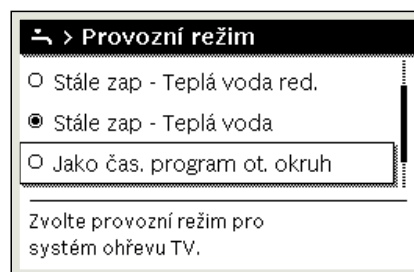 > Provozní režim
Stále zap - Teplá voda red.
Stále zap - Teplá voda
Jako čas. program ot. okruh
Zvolte provozní režim pro
systém ohřevu TV.